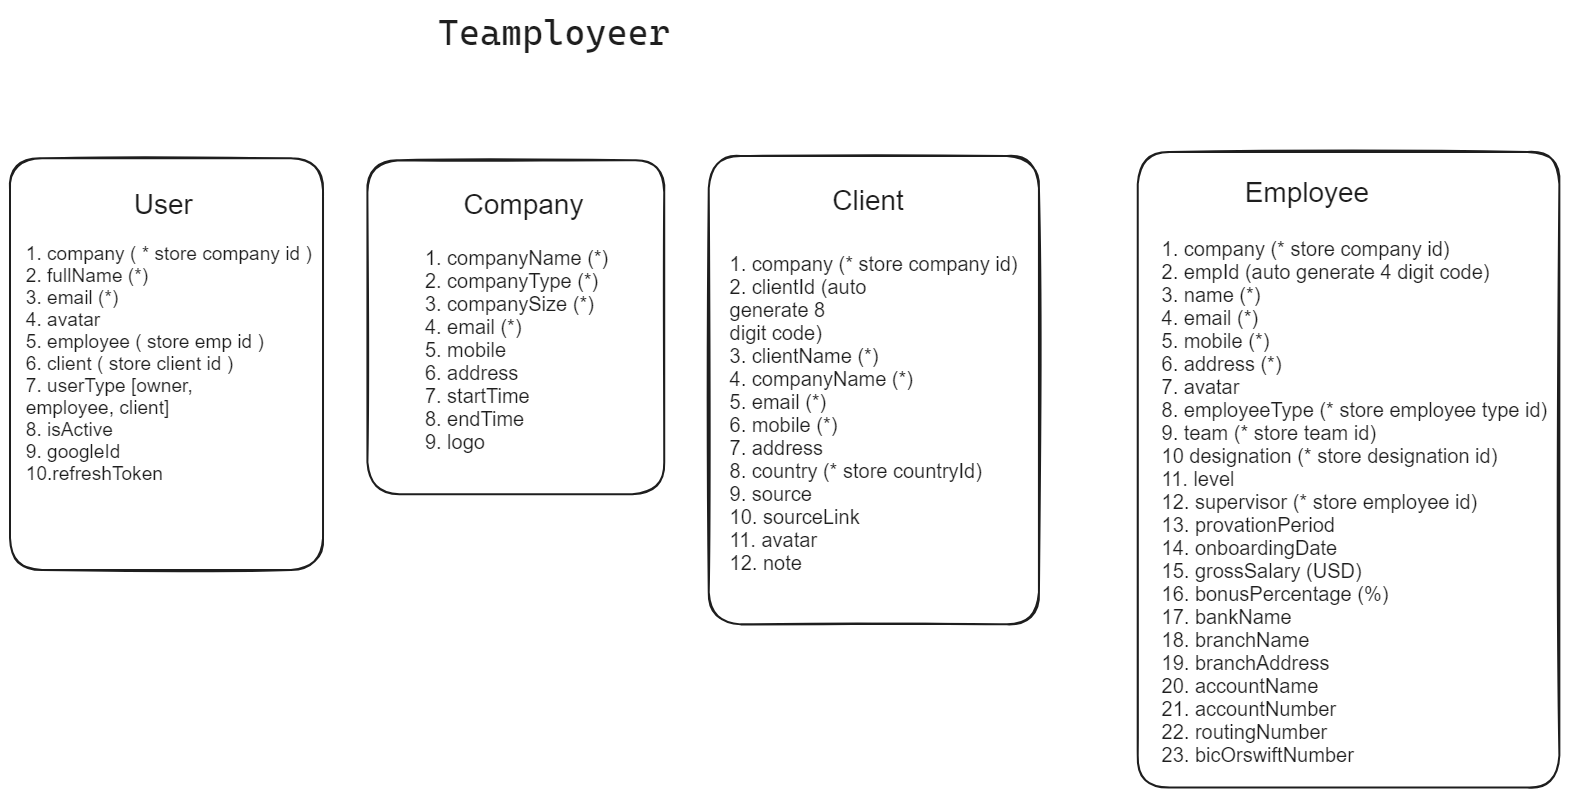 Teamployeer
User
1. company ( * store company id )
2. fullName (*)
3. email (*)
4. avatar
5. employee ( store emp id )
6. client ( store client id )
7. userType [owner,
employee, client]
8. isActive
9. googleId
10.refreshToken
Company
1. companyName (*)
2. companyType (*)
3. companySize (*)
4. email (*)
5. mobile
6. address
7. startTime
8. endTime
9. logo
Client
1. company (* store company id)
2. clientId (auto
generate 8
digit code)
3. clientName (*)
4. companyName (*)
5. email (*)
6. mobile (*)
7. address
8. country (* store countryId)
9. source
10. sourceLink
11. avatar
12. note
Employee
1. company (* store company id)
2. empId (auto generate 4 digit code)
3. name (*)
4. email (*)
5. mobile (*)
6. address (*)
7. avatar
8. employeeType (* store employee type id)
9. team (* store team id)
10 designation (* store designation id)
11. level
12. supervisor (* store employee id)
13. provationPeriod
14. onboardingDate
15. grossSalary (USD)
16. bonusPercentage (%)
17. bankName
18. branchName
19. branchAddress
20. accountName
21. accountNumber
22. routingNumber
23. bicOrswiftNumber